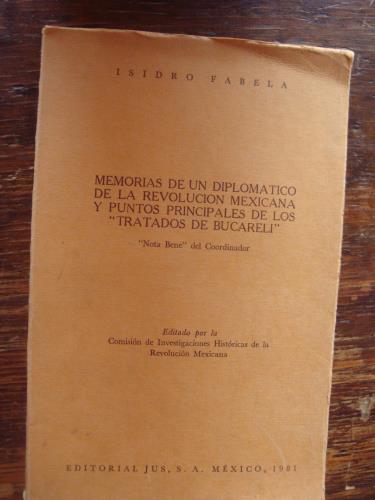 ISIDRO FABELA
MEMORIAS DE UN DIPLOMATICO
DE LA REVOLUCION MEXICANA
Y PUNTOS PRINCIPALES DE LOS
"TRATADOS DE BUCARELI"
"Nota Bene" del Coordinador
Editado por la
Comisión de Investigaciones Históricas de la
Revolución Mexicana
EDITORIAL JUS, S. A. MÉXICO, 1981